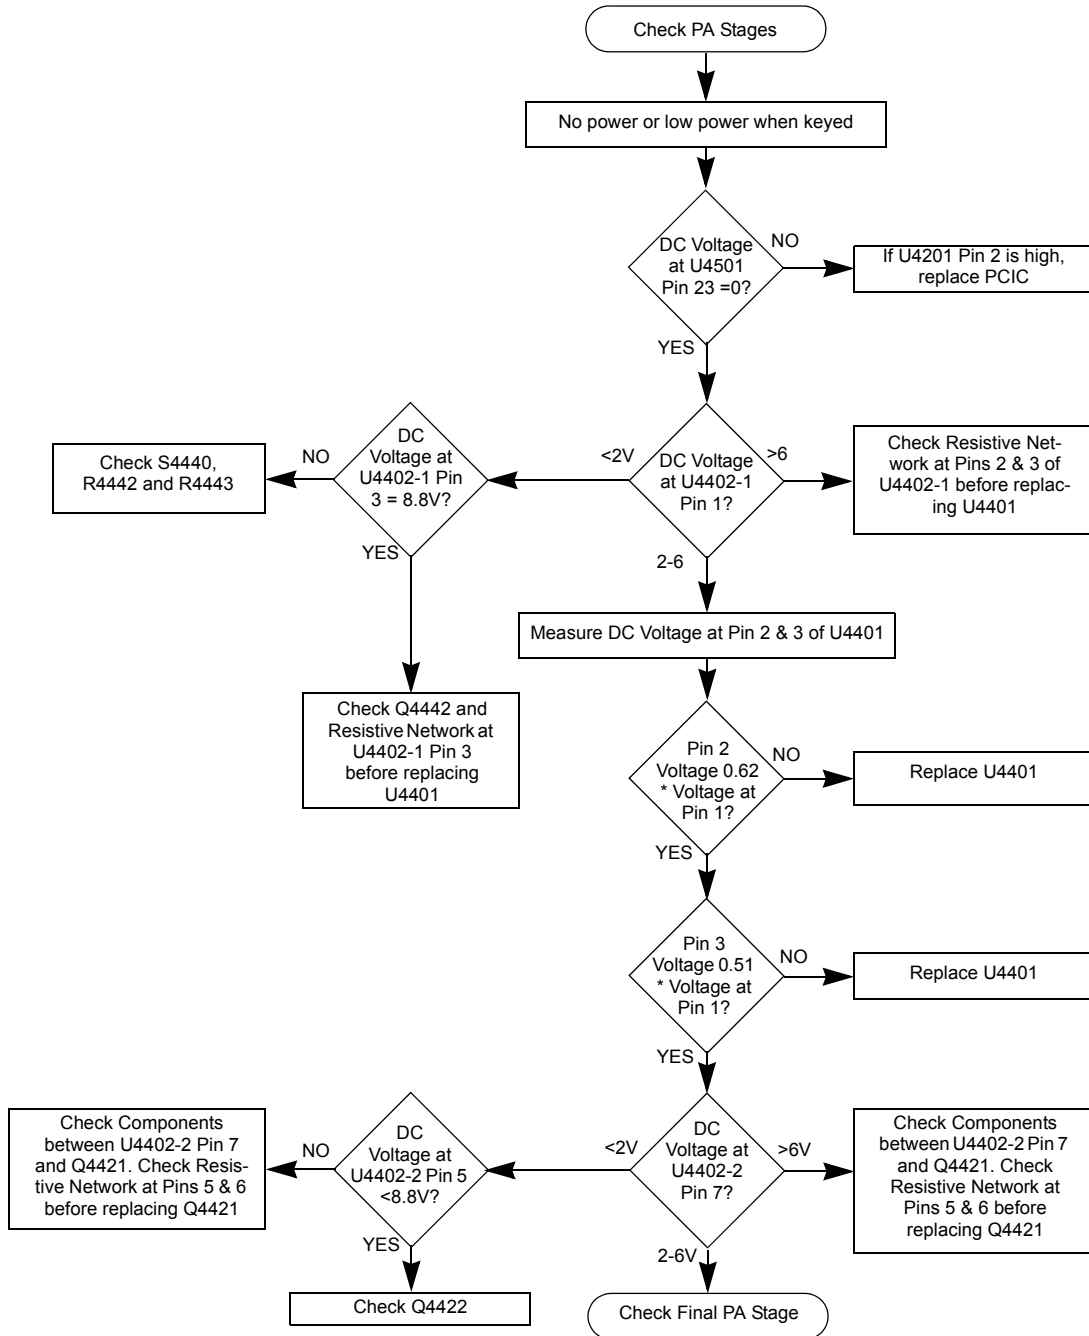 Check PA Stages
No power or low power when keyed
DC Voltage
at U4501
Pin 23 =0?
NO
If U4201 Pin 2 is high,
replace PCIC
YES
DC
Voltage at
U4402-1 Pin
3 = 8.8V?
NO
Check S4440,
R4442 and R4443
<2V
DC Voltage
at U4402-1
Pin 1?
>6
Check Resistive Net-
work at Pins 2 & 3 of
U4402-1 before replac-
ing U4401
YES
2-6
Measure DC Voltage at Pin 2 & 3 of U4401
Check Q4442 and
Resistive Network at
U4402-1 Pin 3
before replacing
U4401
Pin 2
Voltage 0.62
* Voltage at
Pin 1?
NO
Replace U4401
YES
Pin 3
Voltage 0.51
* Voltage at
Pin 1?
NO
Replace U4401
YES
Check Components
between U4402-2 Pin 7
and Q4421. Check Resis-
tive Network at Pins 5 & 6
before replacing Q4421
NO
DC
Voltage at
U4402-2 Pin 5
<8.8V?
<2V
DC
Voltage at
U4402-2
Pin 7?
>6V
Check Components
between U4402-2 Pin 7
and Q4421. Check
Resistive Network at
Pins 5 & 6 before
replacing Q4421
YES
2-6V
Check Q4422
Check Final PA Stage